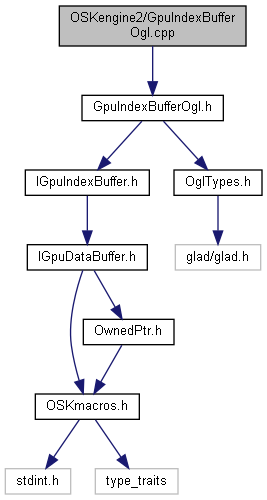 OSKengine2/GpuIndexBuffer
Ogl.cpp
GpuIndexBufferOgl.h
IGpuIndexBuffer.h
OglTypes.h
IGpuDataBuffer.h
glad/glad.h
OwnedPtr.h
OSKmacros.h
stdint.h
type_traits